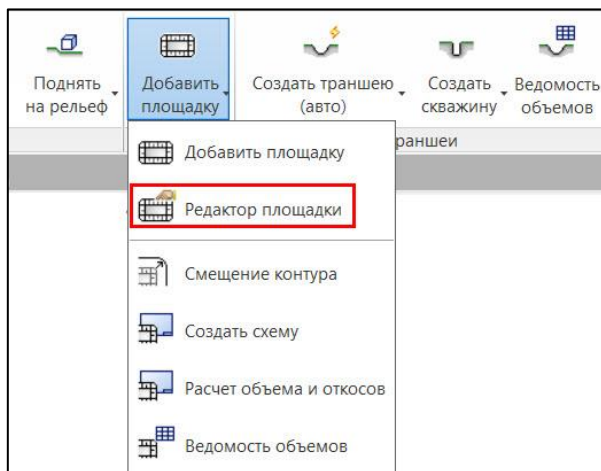 Поднять
на рельеф
Добавить
площадку
Создать траншею
(авто)
Создать
скважину
Ведомость
объемов
раншеи
Добавить площадку
Редактор площадки
Смещение контура
Создать схему
Расчет объема и откосов
Ведомость объемов